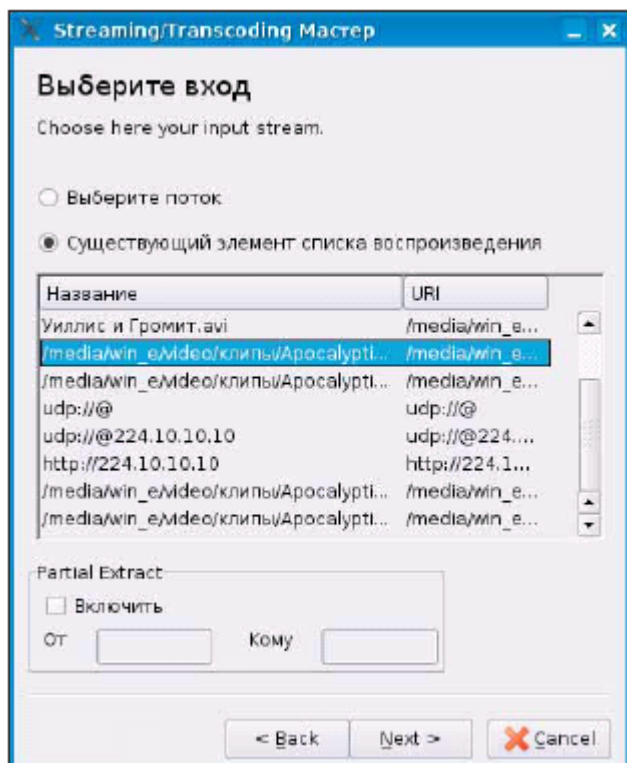 Streaming/Transcoding Мастер
Выберите вход
Choose here your input stream.
Выберите поток
Существующий элемент списка воспроизведения
Название URI
Уиллис и Громит.avi /media/win_e...
/media/win_e/video/клипы/Apocalypti... /media/win_e...
/media/win_e/video/клипы/Apocalypti... /media/win_e...
udp://@ udp://@
udp://@224.10.10.10 udp://@224....
http://224.10.10.10 http://224.1...
/media/win_e/video/клипы/Apocalypti... /media/win_e...
/media/win_e/video/клипы/Apocalypti... /media/win_e...
Partial Extract
Включить
От Кому
< Back Next > Cancel